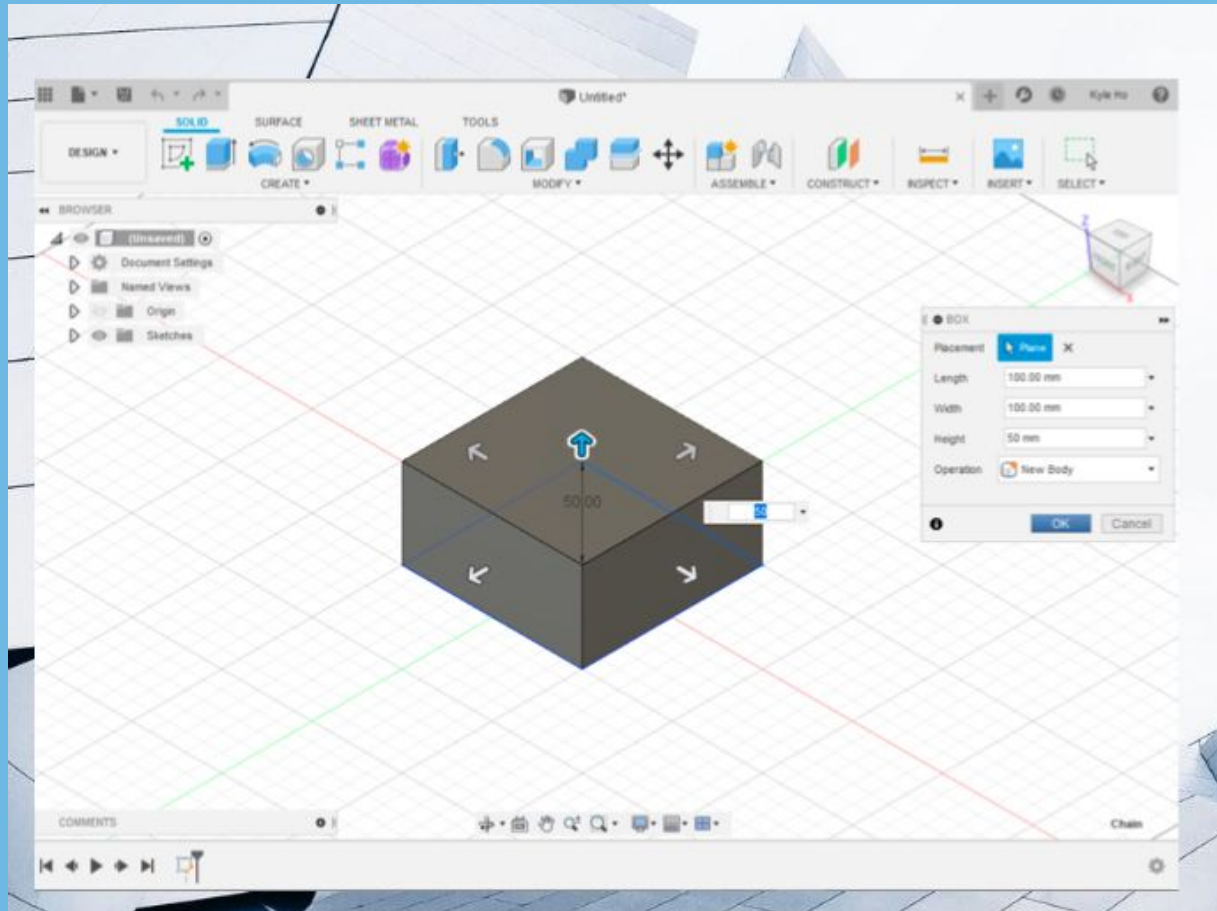 Untitled*
Kyle Ho
SOLID SURFACE SHEET METAL TOOLS
DESIGN
CREATE MODIFY ASSEMBLE CONSTRUCT INSPECT INSERT SELECT
BROWSER
(Unsaved)
Document Settings
Named Views
Origin
Sketches
Z
X
BOX
Placement Plane
Length 100.00 mm
Width 100.00 mm
Height 50 mm
Operation New Body
OK Cancel
50.00
50
COMMENTS
Chain